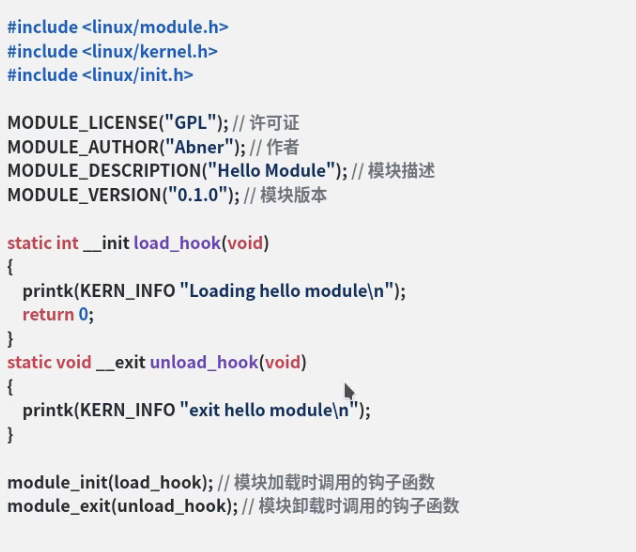 #include <linux/module.h>
#include <linux/kernel.h>
#include <linux/init.h>
MODULE_LICENSE("GPL"); // 许可证
MODULE_AUTHOR("Abner"); // 作者
MODULE_DESCRIPTION("Hello Module"); // 模块描述
MODULE_VERSION("0.1.0"); // 模块版本
static int __init load_hook(void)
{
    printk(KERN_INFO "Loading hello module\n");
    return 0;
}
static void __exit unload_hook(void)
{
    printk(KERN_INFO "exit hello module\n");
}
module_init(load_hook); // 模块加载时调用的钩子函数
module_exit(unload_hook); // 模块卸载时调用的钩子函数